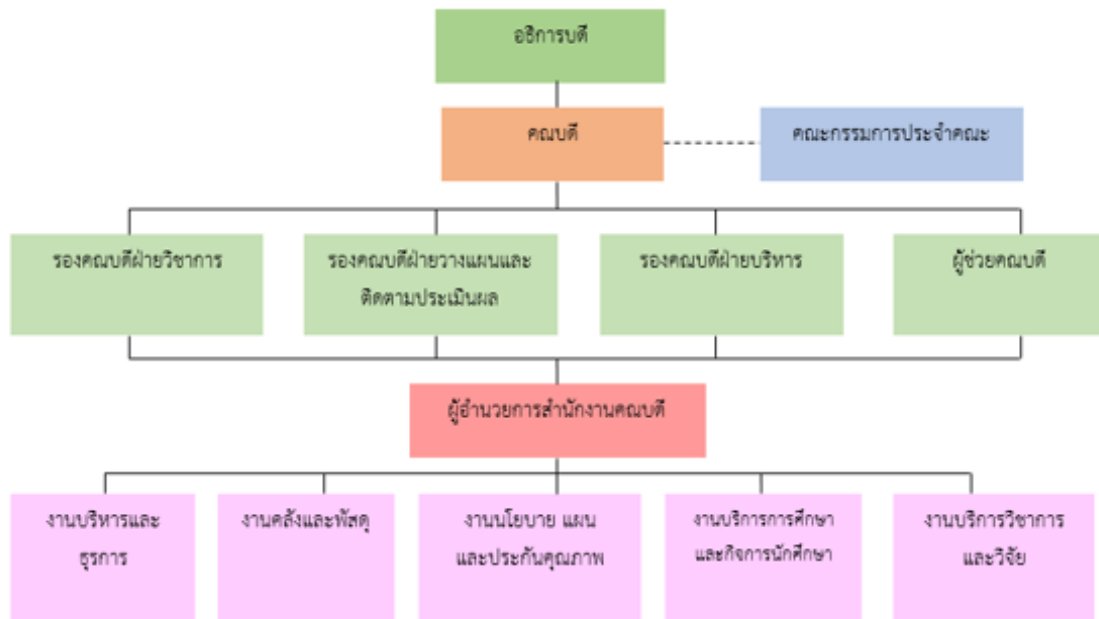 อธิการบดี
คณบดี
คณะกรรมการประจำคณะ
รองคณบดีฝ่ายวิชาการ
รองคณบดีฝ่ายวางแผนและ
ติดตามประเมินผล
รองคณบดีฝ่ายบริหาร
ผู้ช่วยคณบดี
ผู้อำนวยการสำนักงานคณบดี
งานบริหารและ
ธุรการ
งานคลังและพัสดุ
งานนโยบาย แผน
และประกันคุณภาพ
งานบริการการศึกษา
และกิจการนักศึกษา
งานบริการวิชาการ
และวิจัย